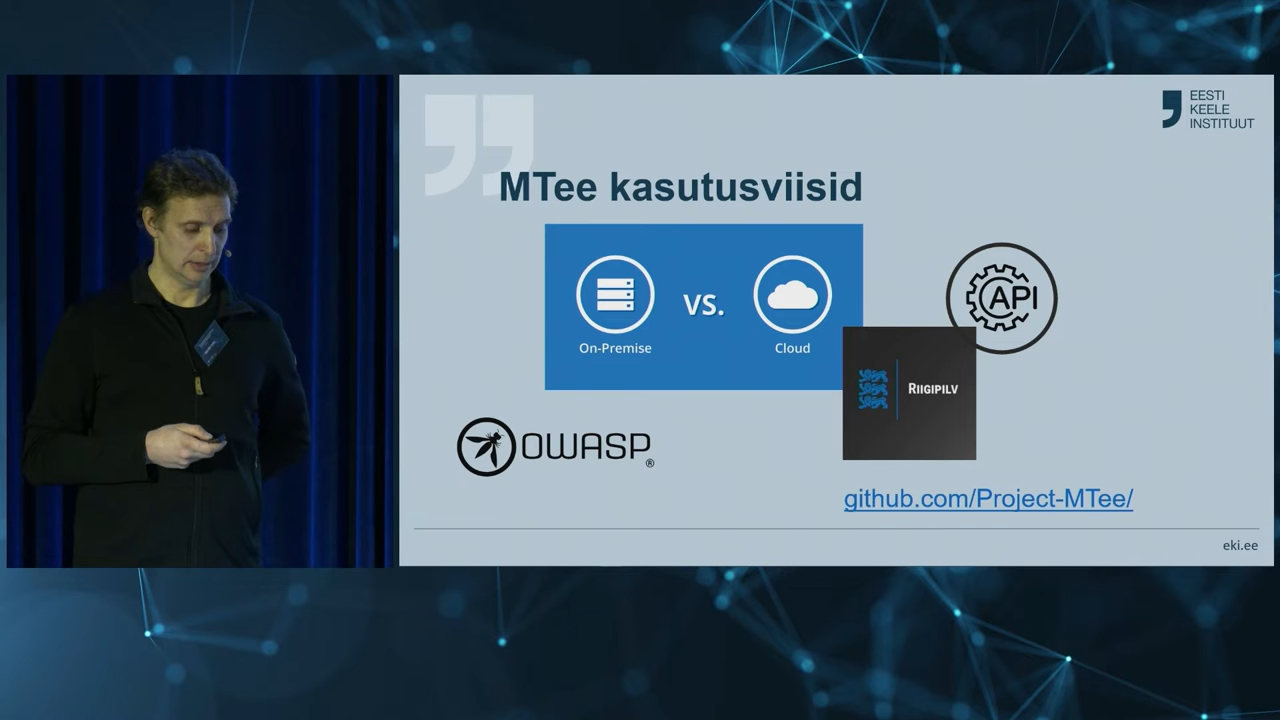 EESTI
KEELE
INSTITUUT
MTee kasutusviisid
On-Premise
vs.
Cloud
API
RIIGIPILV
OWASP®
github.com/Project-MTee/
eki.ee